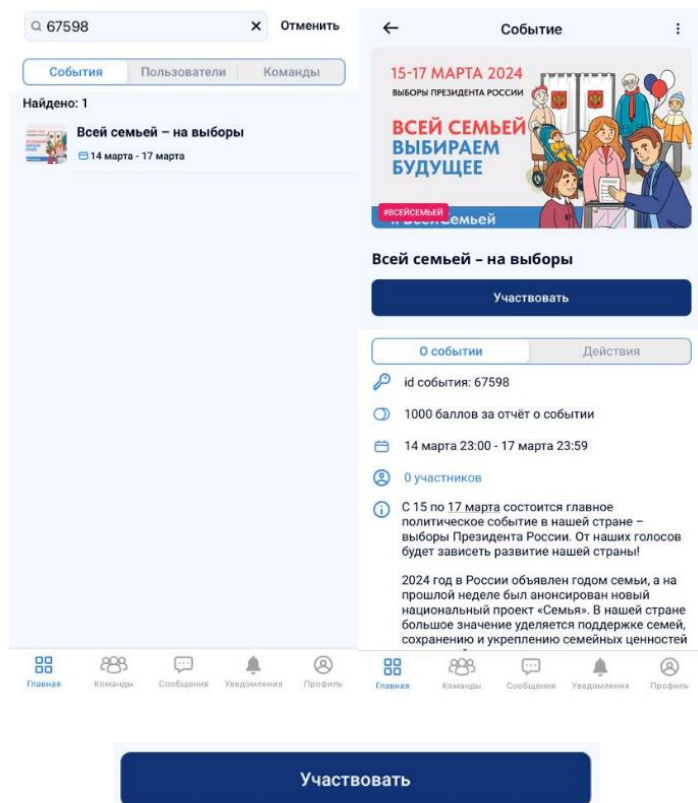 67598
Отменить
События
Пользователи
Команды
Найдено: 1
Всей семьей – на выборы
14 марта - 17 марта
Главная
Команды
Сообщения
Уведомления
Профиль
Событие
15-17 МАРТА 2024
ВЫБОРЫ ПРЕЗИДЕНТА РОССИИ
ВСЕЙ СЕМЬЕЙ
ВЫБИРАЕМ
БУДУЩЕЕ
#ВСЕЙСЕМЬЕЙ
Всей семьей – на выборы
Участвовать
О событии
Действия
id события: 67598
1000 баллов за отчёт о событии
14 марта 23:00 - 17 марта 23:59
0 участников
С 15 по 17 марта состоится главное
политическое событие в нашей стране –
выборы Президента России. От наших голосов
будет зависеть развитие нашей страны!
2024 год в России объявлен годом семьи, а на
прошлой неделе был анонсирован новый
национальный проект «Семья». В нашей стране
большое значение уделяется поддержке семей,
сохранению и укреплению семейных ценностей
Главная
Команды
Сообщения
Уведомления
Профиль
Участвовать